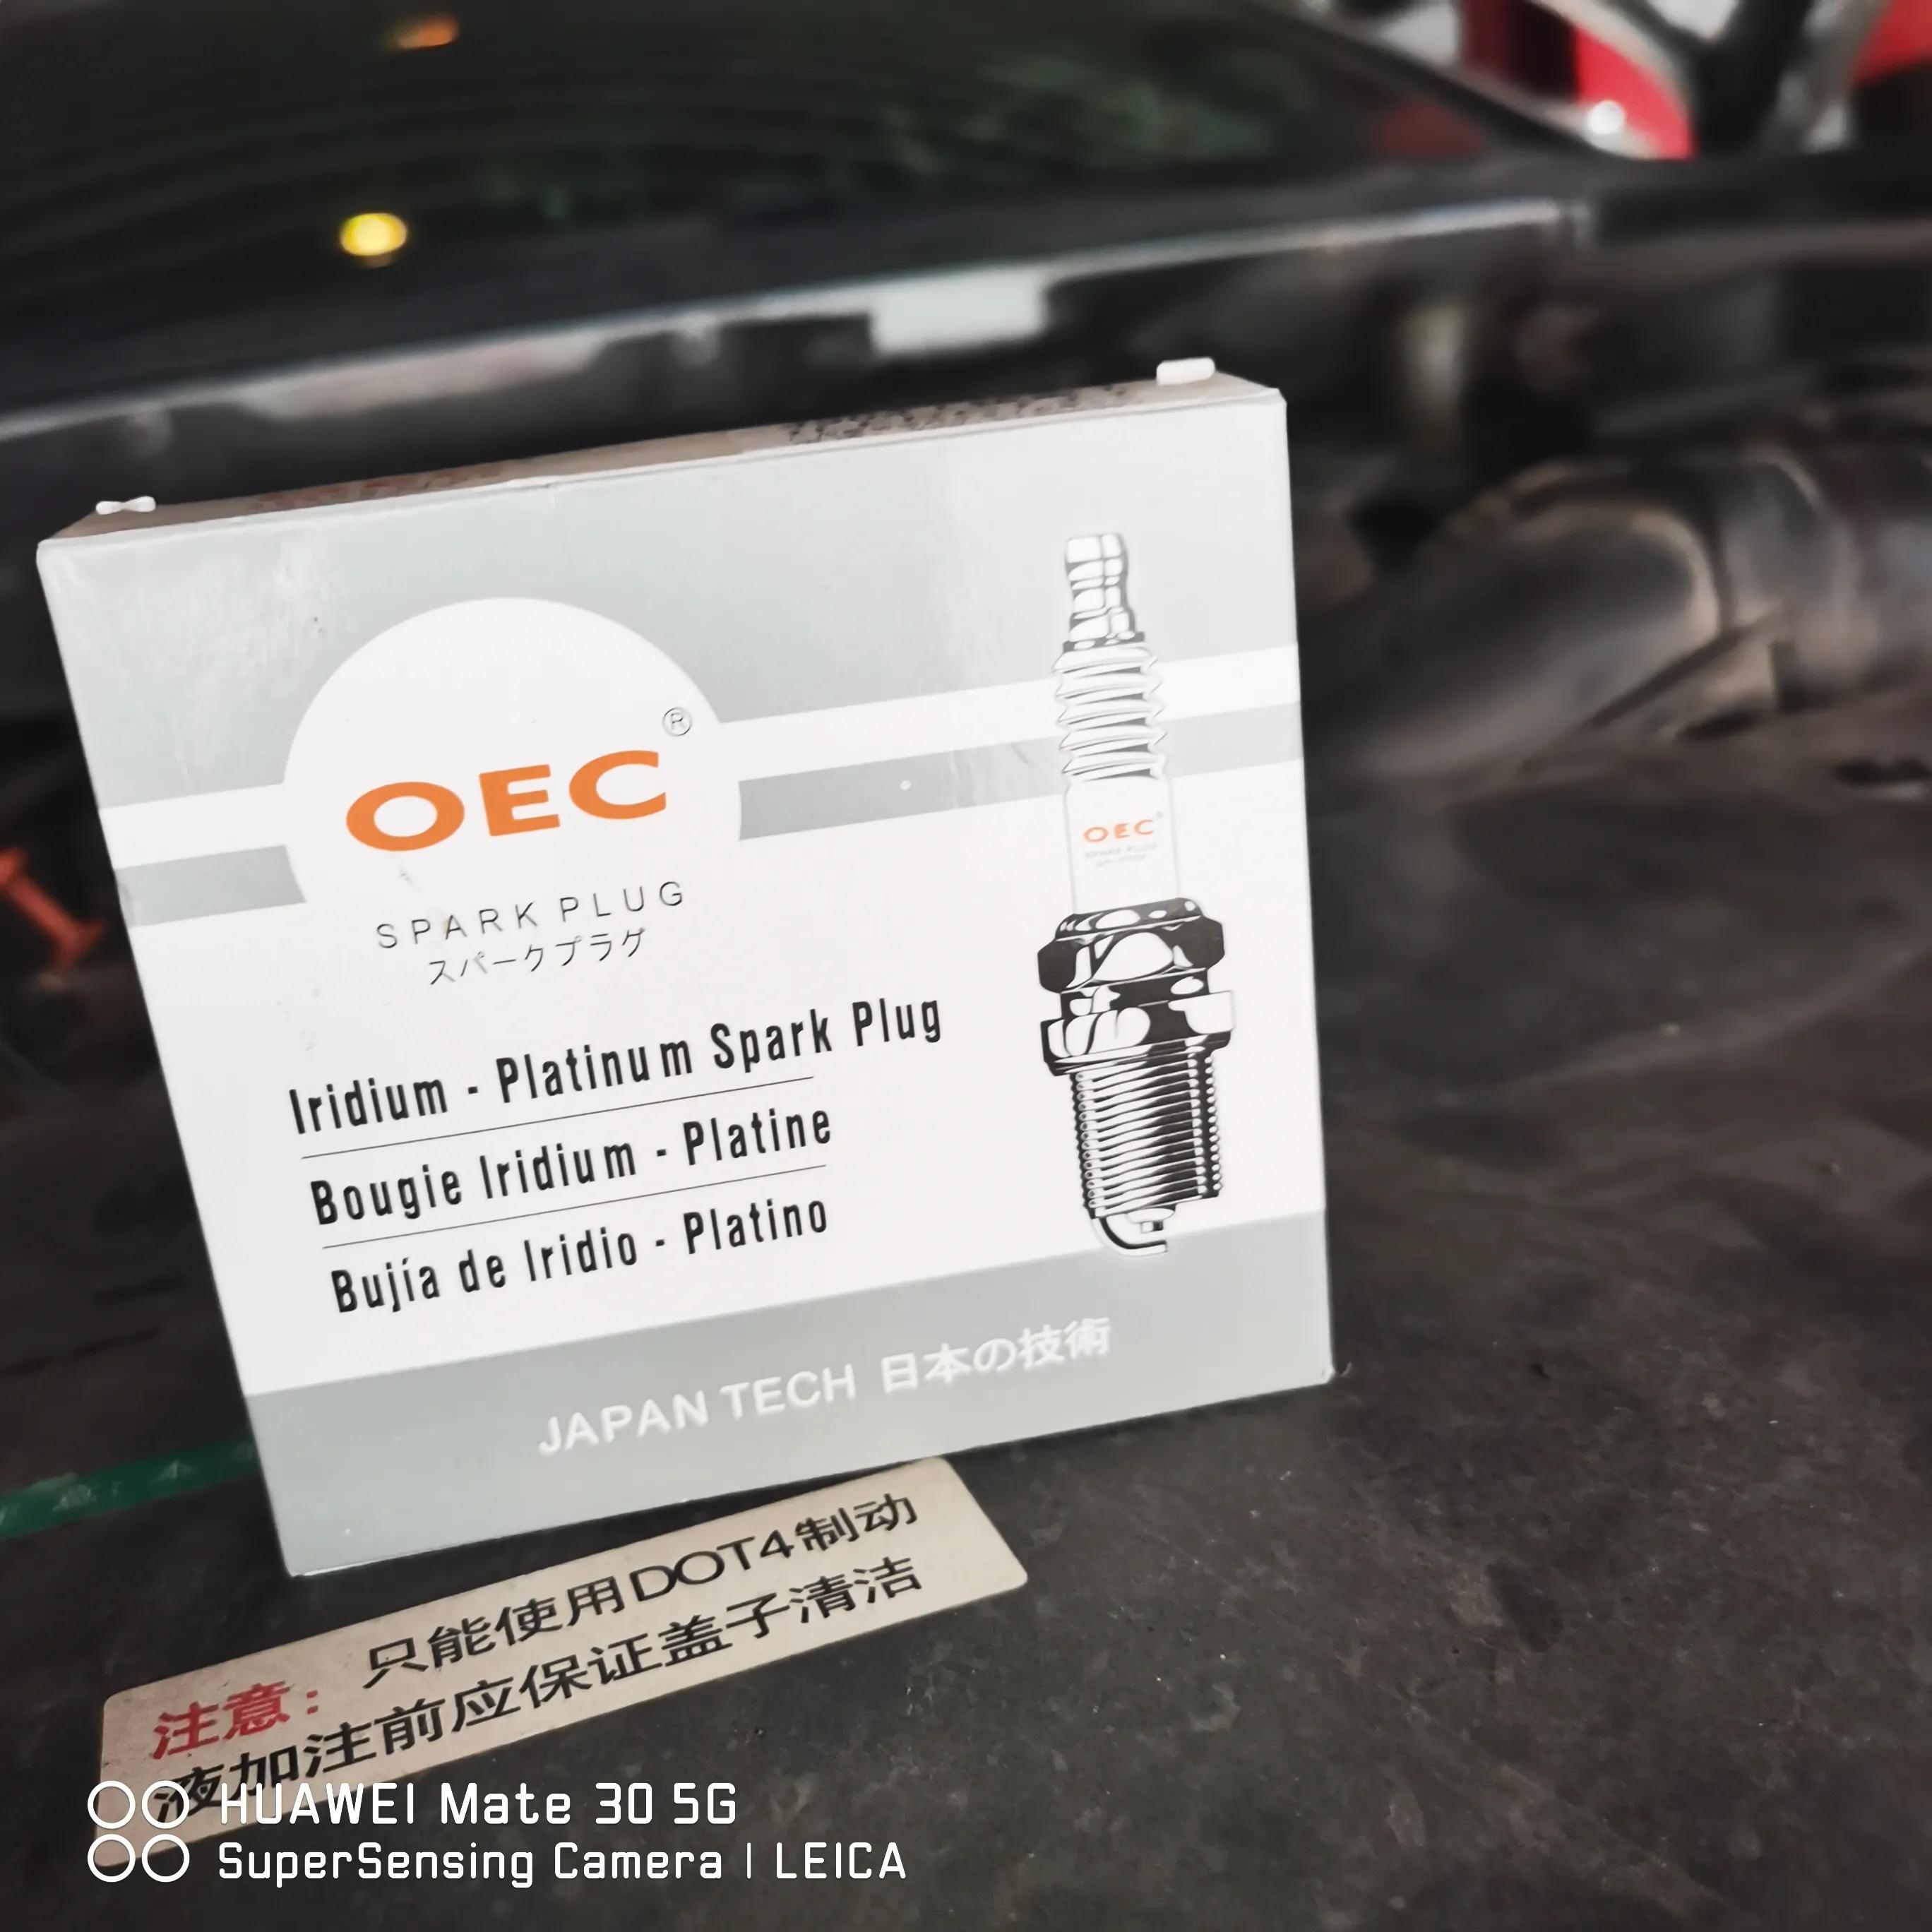 OEC®
SPARK PLUG
スパークプラグ
OEC
Iridium - Platinum Spark Plug
Bougie Iridium - Platine
Bujía de Iridio - Platino
JAPAN TECH 日本の技術
注意: 只能使用DOT4制动
液加注前应保证盖子清洁
HUAWEI Mate 30 5G
SuperSensing Camera | LEICA